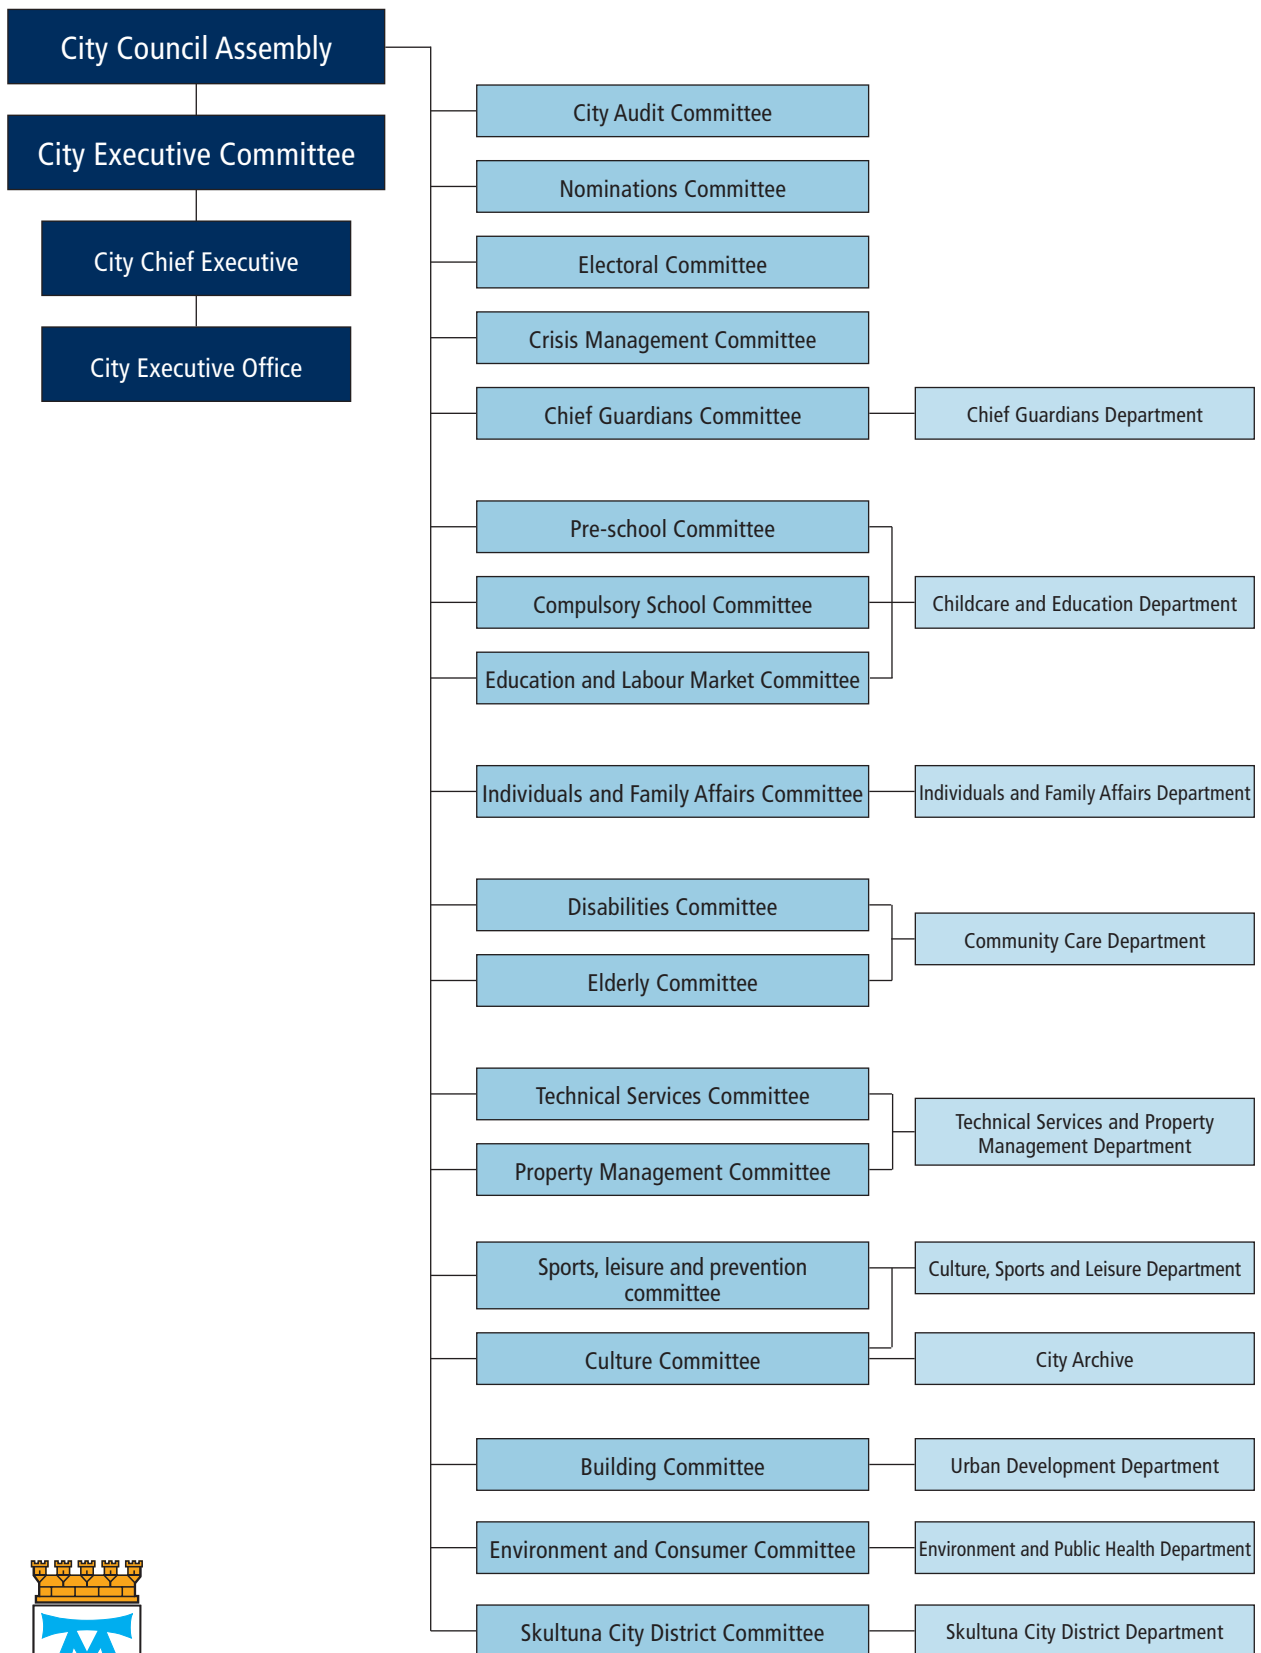 City Council Assembly
City Executive Committee
City Chief Executive
City Executive Office
City Audit Committee
Nominations Committee
Electoral Committee
Crisis Management Committee
Chief Guardians Committee
Chief Guardians Department
Pre-school Committee
Compulsory School Committee
Childcare and Education Department
Education and Labour Market Committee
Individuals and Family Affairs Committee
Individuals and Family Affairs Department
Disabilities Committee
Community Care Department
Elderly Committee
Technical Services Committee
Technical Services and Property
Management Department
Property Management Committee
Sports, leisure and prevention
committee
Culture, Sports and Leisure Department
Culture Committee
City Archive
Building Committee
Urban Development Department
Environment and Consumer Committee
Environment and Public Health Department
Skultuna City District Committee
Skultuna City District Department